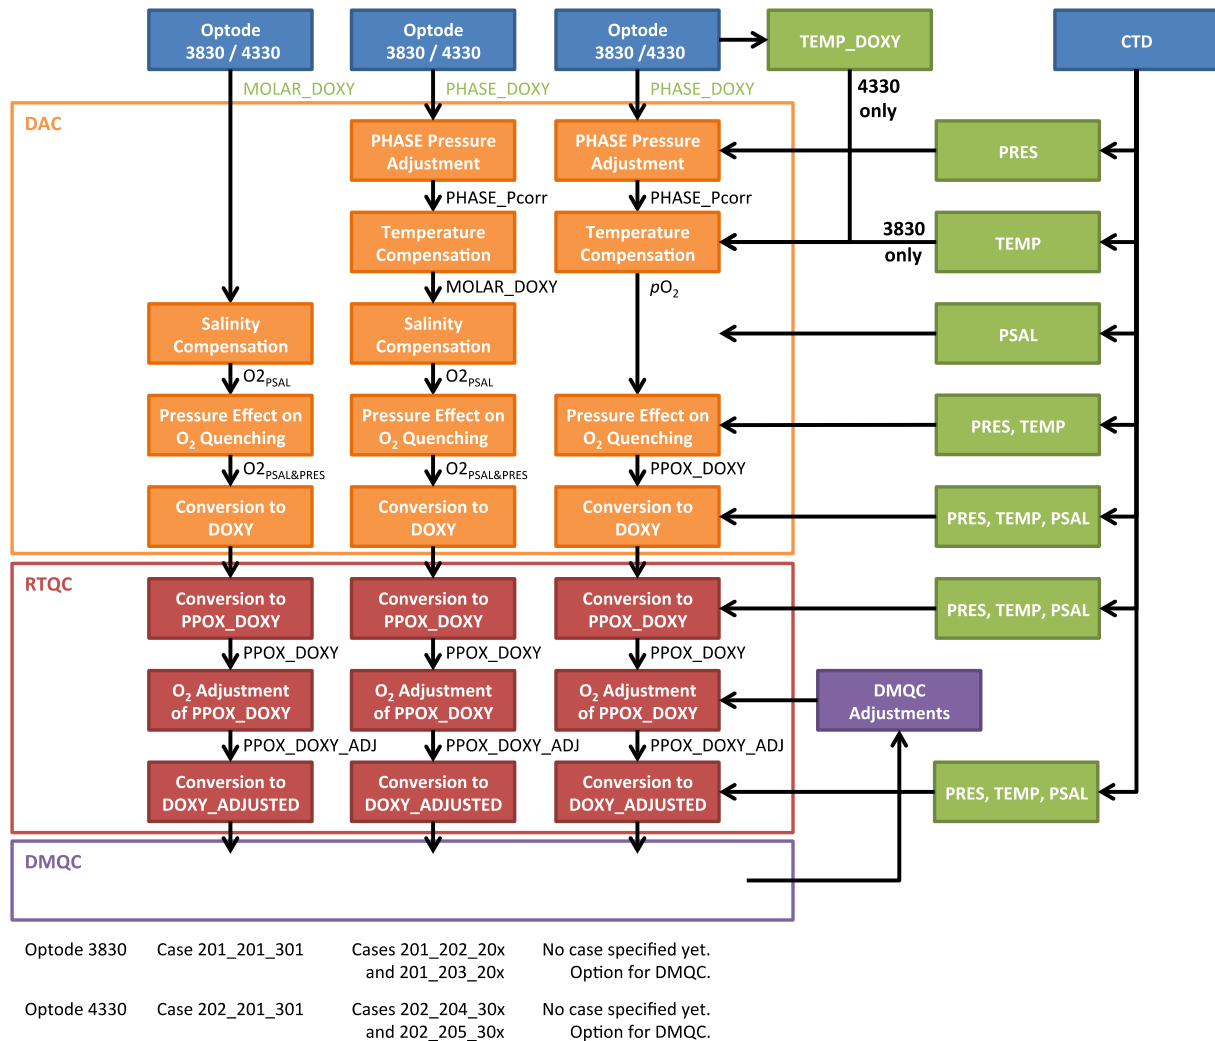 Optode
3830 / 4330
Optode
3830 / 4330
Optode
3830 /4330
TEMP_DOXY
CTD
MOLAR_DOXY
PHASE_DOXY
PHASE_DOXY
4330
only
DAC
PHASE Pressure
Adjustment
PHASE Pressure
Adjustment
PRES
PHASE_Pcorr
PHASE_Pcorr
Temperature
Compensation
Temperature
Compensation
3830
only
TEMP
MOLAR_DOXY
pO2
Salinity
Compensation
Salinity
Compensation
PSAL
O2PSAL
O2PSAL
Pressure Effect on
O2 Quenching
Pressure Effect on
O2 Quenching
Pressure Effect on
O2 Quenching
PRES, TEMP
O2PSAL&PRES
O2PSAL&PRES
PPOX_DOXY
Conversion to
DOXY
Conversion to
DOXY
Conversion to
DOXY
PRES, TEMP, PSAL
RTQC
Conversion to
PPOX_DOXY
Conversion to
PPOX_DOXY
Conversion to
PPOX_DOXY
PRES, TEMP, PSAL
PPOX_DOXY
PPOX_DOXY
PPOX_DOXY
O2 Adjustment
of PPOX_DOXY
O2 Adjustment
of PPOX_DOXY
O2 Adjustment
of PPOX_DOXY
DMQC
Adjustments
PPOX_DOXY_ADJ
PPOX_DOXY_ADJ
PPOX_DOXY_ADJ
Conversion to
DOXY_ADJUSTED
Conversion to
DOXY_ADJUSTED
Conversion to
DOXY_ADJUSTED
PRES, TEMP, PSAL
DMQC
Optode 3830
Case 201_201_301
Cases 201_202_20x
and 201_203_20x
No case specified yet.
Option for DMQC.
Optode 4330
Case 202_201_301
Cases 202_204_30x
and 202_205_30x
No case specified yet.
Option for DMQC.